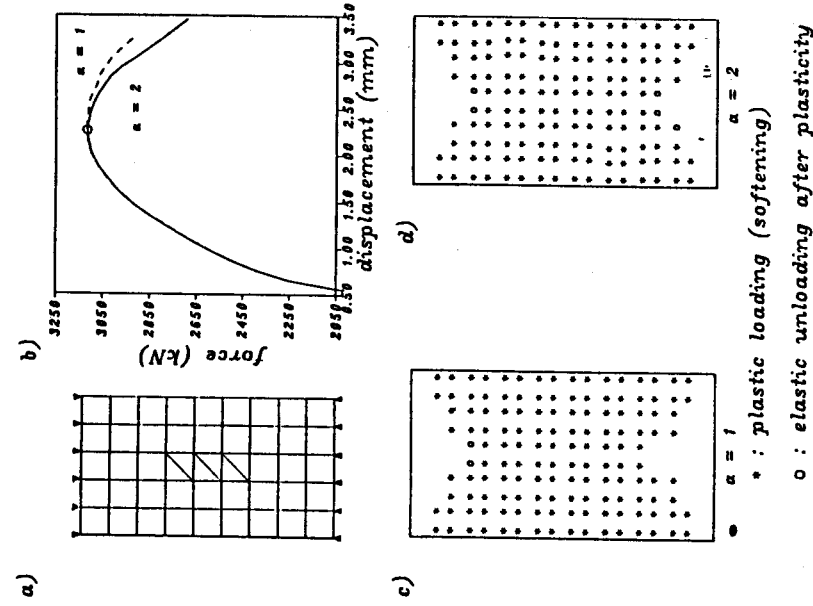 a)
b)
3250
3050
2850
2650
2450
2250
2050
force (kN)
0.50 1.00 1.50 2.00 2.50 3.00 3.50
displacement (mm)
α = 1
α = 2
c)
α = 1
d)
α = 2
* : plastic loading (softening)
o : elastic unloading after plasticity